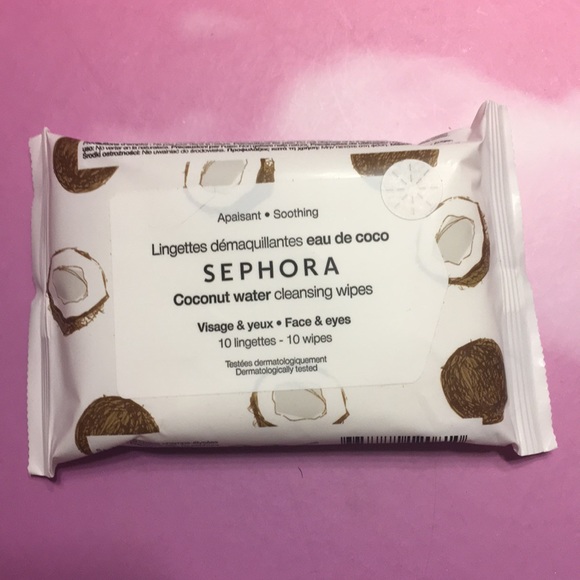 Apaisant • Soothing
Lingettes démaquillantes eau de coco
SEPHORA
Coconut water cleansing wipes
Visage & yeux • Face & eyes
10 lingettes - 10 wipes
Testées dermatologiquement
Dermatologically tested